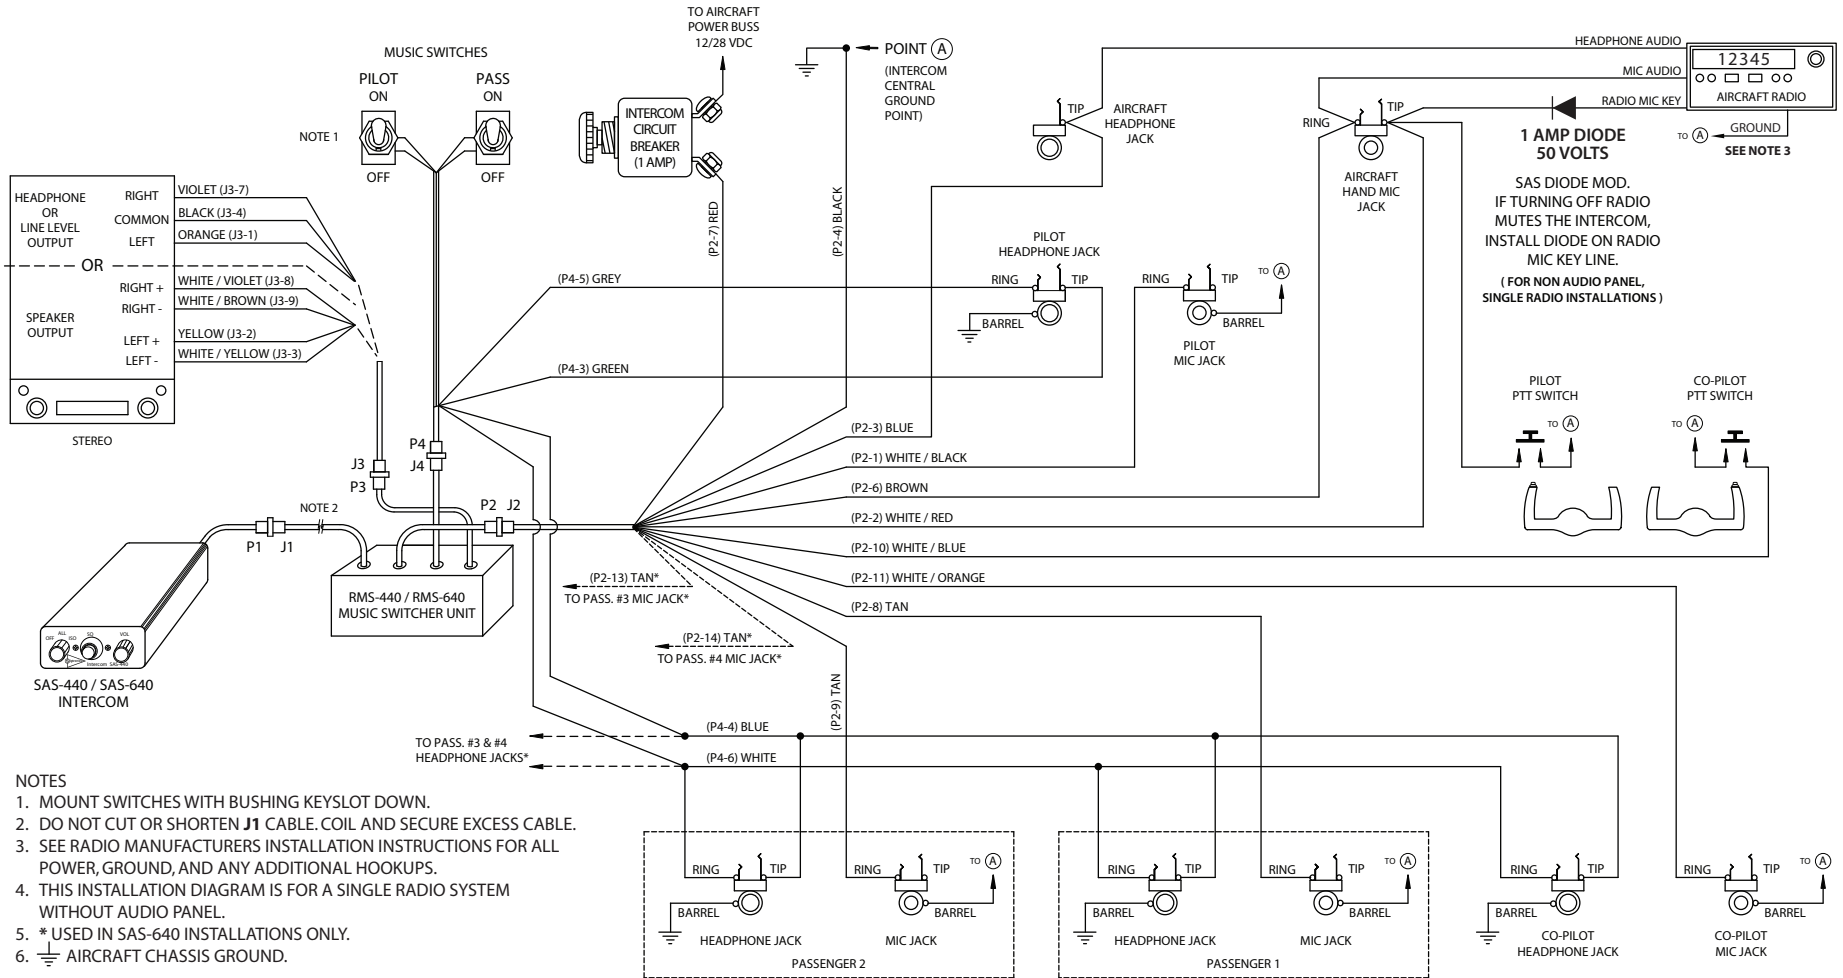 TO AIRCRAFT
POWER BUSS
12/28 VDC
MUSIC SWITCHES
PILOT
ON
PASS
ON
NOTE 1
OFF
OFF
INTERCOM
CIRCUIT
BREAKER
(1 AMP)
POINT A
(INTERCOM
CENTRAL
GROUND
POINT)
HEADPHONE AUDIO
MIC AUDIO
RADIO MIC KEY
12345
AIRCRAFT RADIO
TO A
GROUND
SEE NOTE 3
TIP
AIRCRAFT
HEADPHONE
JACK
RING
TIP
AIRCRAFT
HAND MIC
JACK
1 AMP DIODE
50 VOLTS
SAS DIODE MOD.
IF TURNING OFF RADIO
MUTES THE INTERCOM,
INSTALL DIODE ON RADIO
MIC KEY LINE.
( FOR NON AUDIO PANEL,
SINGLE RADIO INSTALLATIONS )
HEADPHONE
OR
LINE LEVEL
OUTPUT
RIGHT
COMMON
LEFT
VIOLET (J3-7)
BLACK (J3-4)
ORANGE (J3-1)
OR
SPEAKER
OUTPUT
RIGHT +
RIGHT -
LEFT +
LEFT -
WHITE / VIOLET (J3-8)
WHITE / BROWN (J3-9)
YELLOW (J3-2)
WHITE / YELLOW (J3-3)
STEREO
(P2-7) RED
(P2-4) BLACK
(P4-5) GREY
(P4-3) GREEN
PILOT
HEADPHONE JACK
RING
TIP
BARREL
RING
TIP
TO A
BARREL
PILOT
MIC JACK
PILOT
PTT SWITCH
TO A
CO-PILOT
PTT SWITCH
TO A
P4
J4
J3
P3
P2
J2
NOTE 2
P1
J1
(P2-3) BLUE
(P2-1) WHITE / BLACK
(P2-6) BROWN
(P2-2) WHITE / RED
(P2-10) WHITE / BLUE
(P2-11) WHITE / ORANGE
(P2-8) TAN
(P2-13) TAN*
TO PASS. #3 MIC JACK*
(P2-14) TAN*
TO PASS. #4 MIC JACK*
(P2-9) TAN
RMS-440 / RMS-640
MUSIC SWITCHER UNIT
OFF
ALL
ISO
SQ
VOL
Intercom SAS-440
SAS-440 / SAS-640
INTERCOM
(P4-4) BLUE
(P4-6) WHITE
TO PASS. #3 & #4
HEADPHONE JACKS*
NOTES
1. MOUNT SWITCHES WITH BUSHING KEYSLOT DOWN.
2. DO NOT CUT OR SHORTEN J1 CABLE. COIL AND SECURE EXCESS CABLE.
3. SEE RADIO MANUFACTURERS INSTALLATION INSTRUCTIONS FOR ALL
POWER, GROUND, AND ANY ADDITIONAL HOOKUPS.
4. THIS INSTALLATION DIAGRAM IS FOR A SINGLE RADIO SYSTEM
WITHOUT AUDIO PANEL.
5. * USED IN SAS-640 INSTALLATIONS ONLY.
6. AIRCRAFT CHASSIS GROUND.
RING
TIP
BARREL
HEADPHONE JACK
RING
TIP
TO A
BARREL
MIC JACK
PASSENGER 2
RING
TIP
BARREL
HEADPHONE JACK
RING
TIP
TO A
BARREL
MIC JACK
PASSENGER 1
RING
TIP
BARREL
CO-PILOT
HEADPHONE JACK
RING
TIP
TO A
BARREL
CO-PILOT
MIC JACK